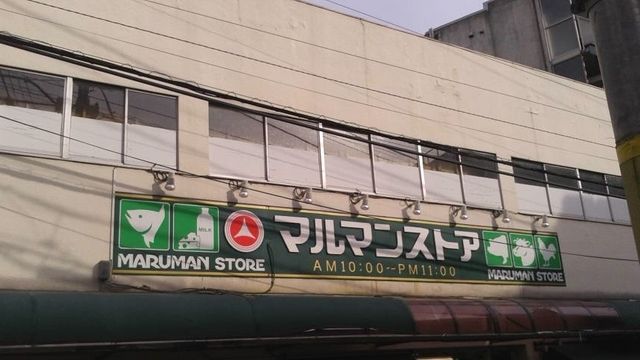 MILK
マルマンストア
MARUMAN STORE
AM10:00～PM11:00
MARUMAN STORE